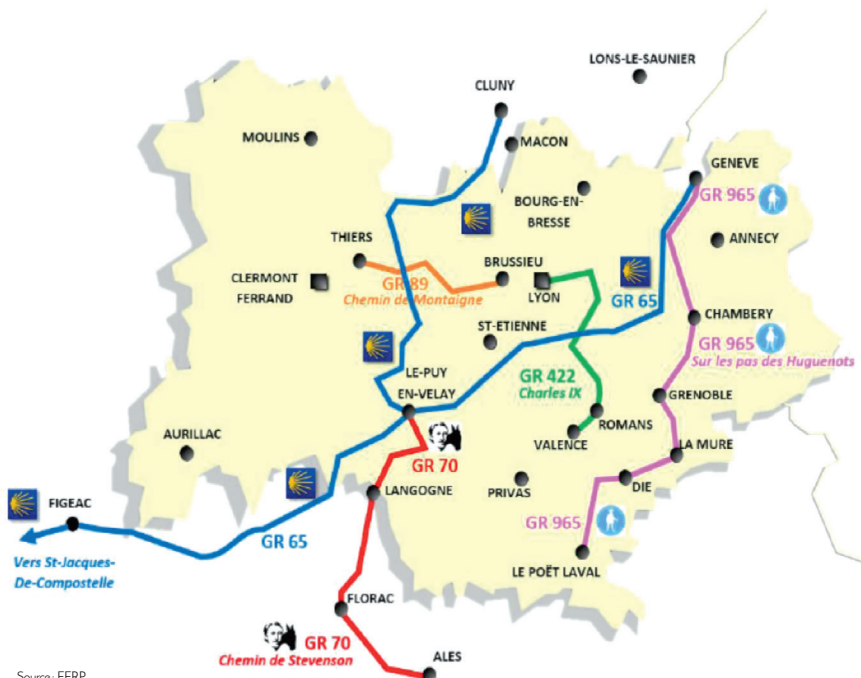 LONS-LE-SAUNIER
CLUNY
MOULINS
MACON
GENEVE
GR 965
BOURG-EN-
BRESSE
THIERS
ANNECY
BRUSSIEU
CLERMONT
FERRAND
GR 89
Chemin de Montaigne
LYON
GR 65
CHAMBERY
ST-ETIENNE
GR 965
Sur les pas des Huguenots
LE-PUY
EN-VELAY
GR 422
Charles IX
GRENOBLE
AURILLAC
ROMANS
VALENCE
GR 70
LA MURE
LANGOGNE
PRIVAS
DIE
FIGEAC
GR 65
GR 965
Vers St-Jacques-
De-Compostelle
LE POËT LAVAL
FLORAC
GR 70
Chemin de Stevenson
ALES